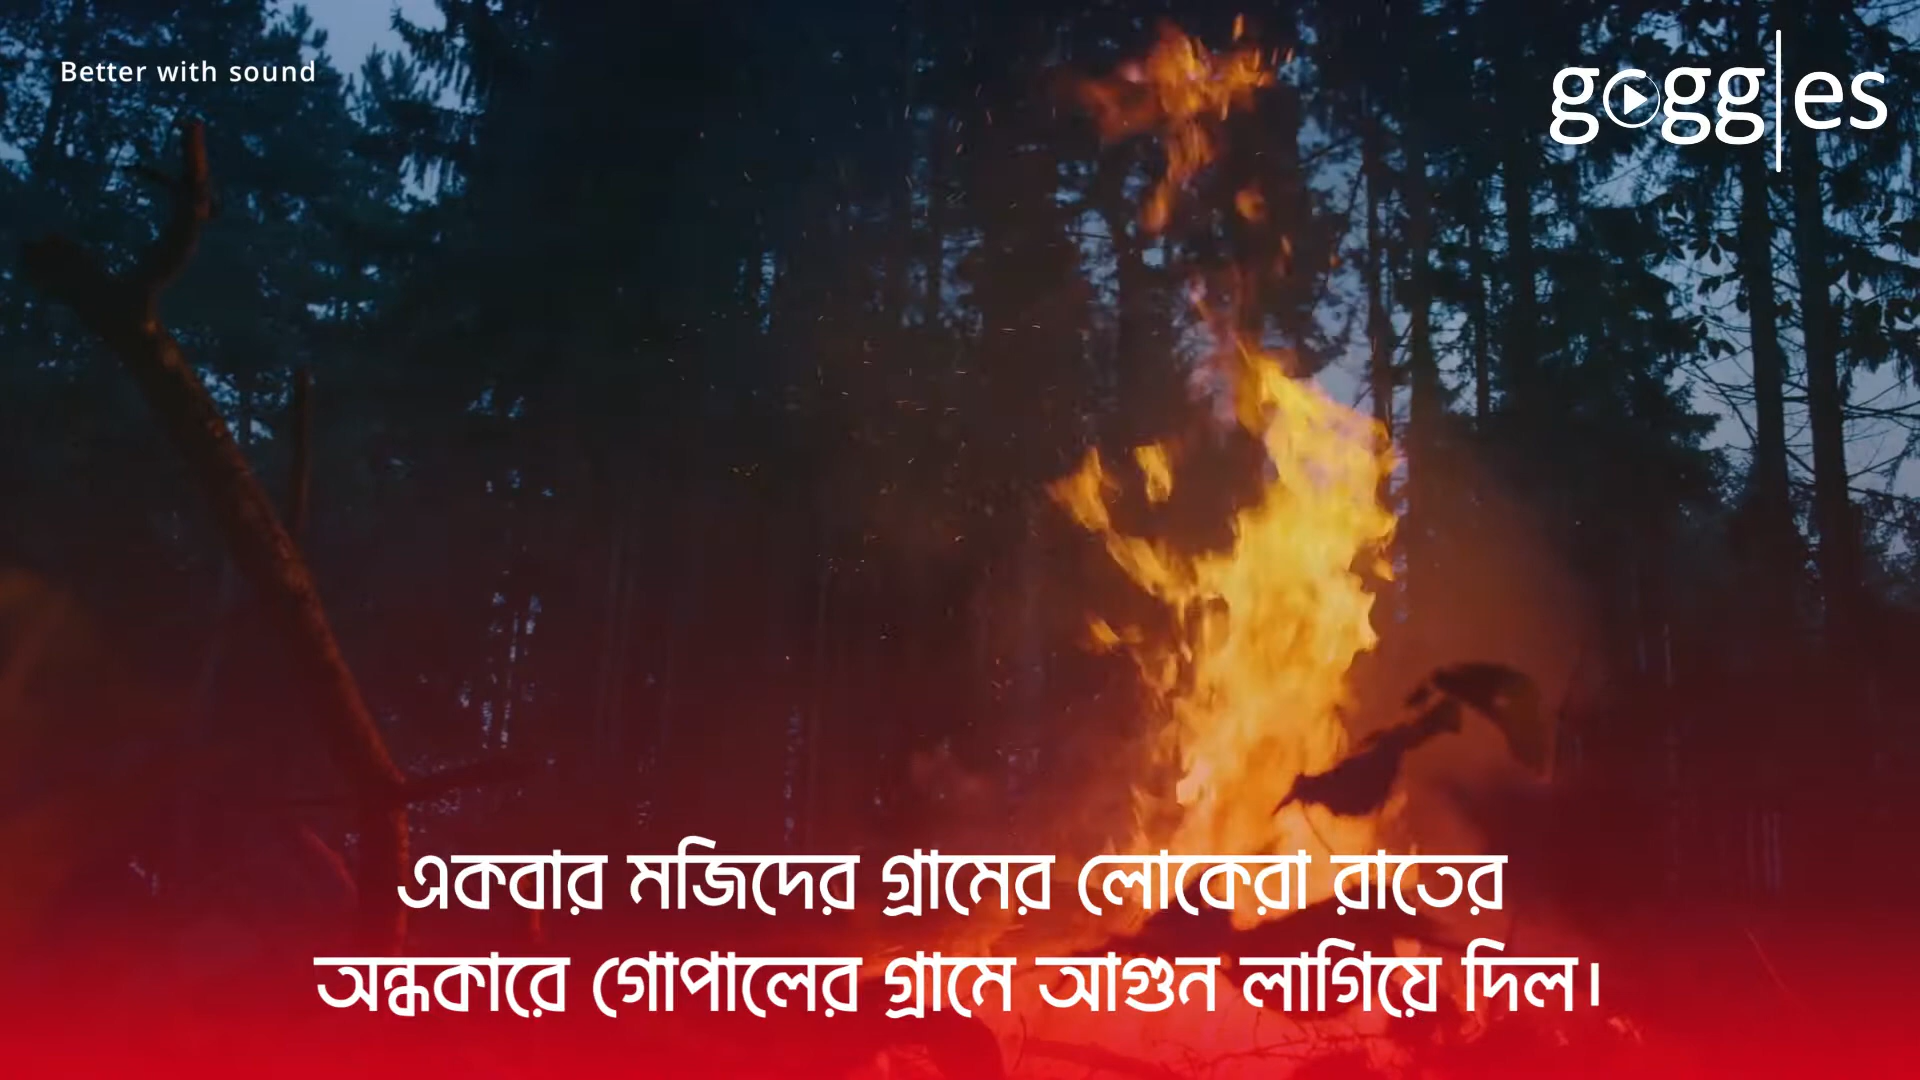 Better with sound
goggles
একবার মজিদের গ্রামের লোকেরা রাতের
অন্ধকারে গোপালের গ্রামে আগুন লাগিয়ে দিল।